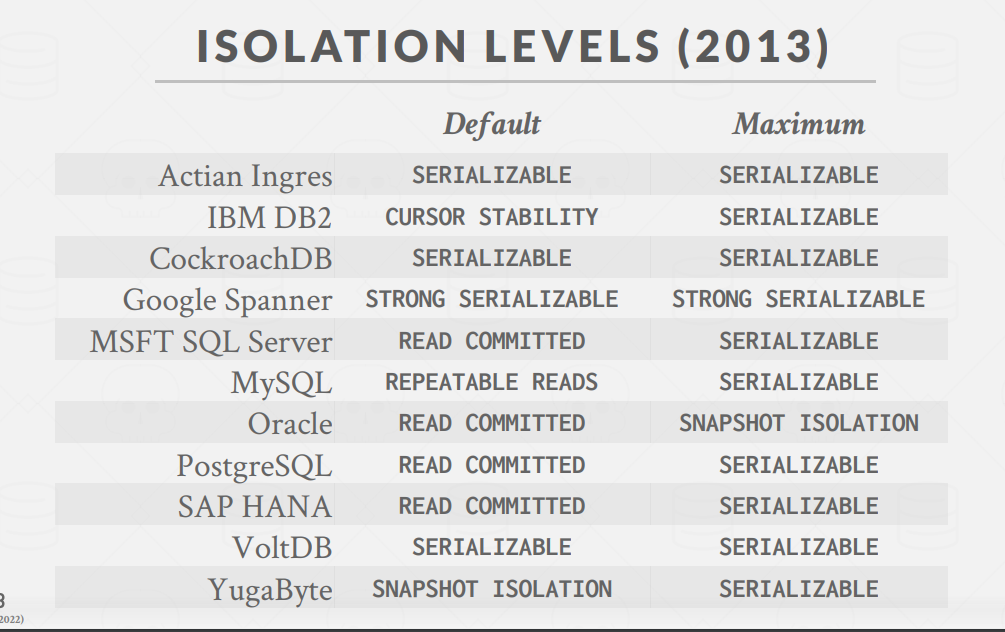 ISOLATION LEVELS (2013)
Default Maximum
Actian Ingres SERIALIZABLE SERIALIZABLE
IBM DB2 CURSOR STABILITY SERIALIZABLE
CockroachDB SERIALIZABLE SERIALIZABLE
Google Spanner STRONG SERIALIZABLE STRONG SERIALIZABLE
MSFT SQL Server READ COMMITTED SERIALIZABLE
MySQL REPEATABLE READS SERIALIZABLE
Oracle READ COMMITTED SNAPSHOT ISOLATION
PostgreSQL READ COMMITTED SERIALIZABLE
SAP HANA READ COMMITTED SERIALIZABLE
VoltDB SERIALIZABLE SERIALIZABLE
YugaByte SNAPSHOT ISOLATION SERIALIZABLE
2022)